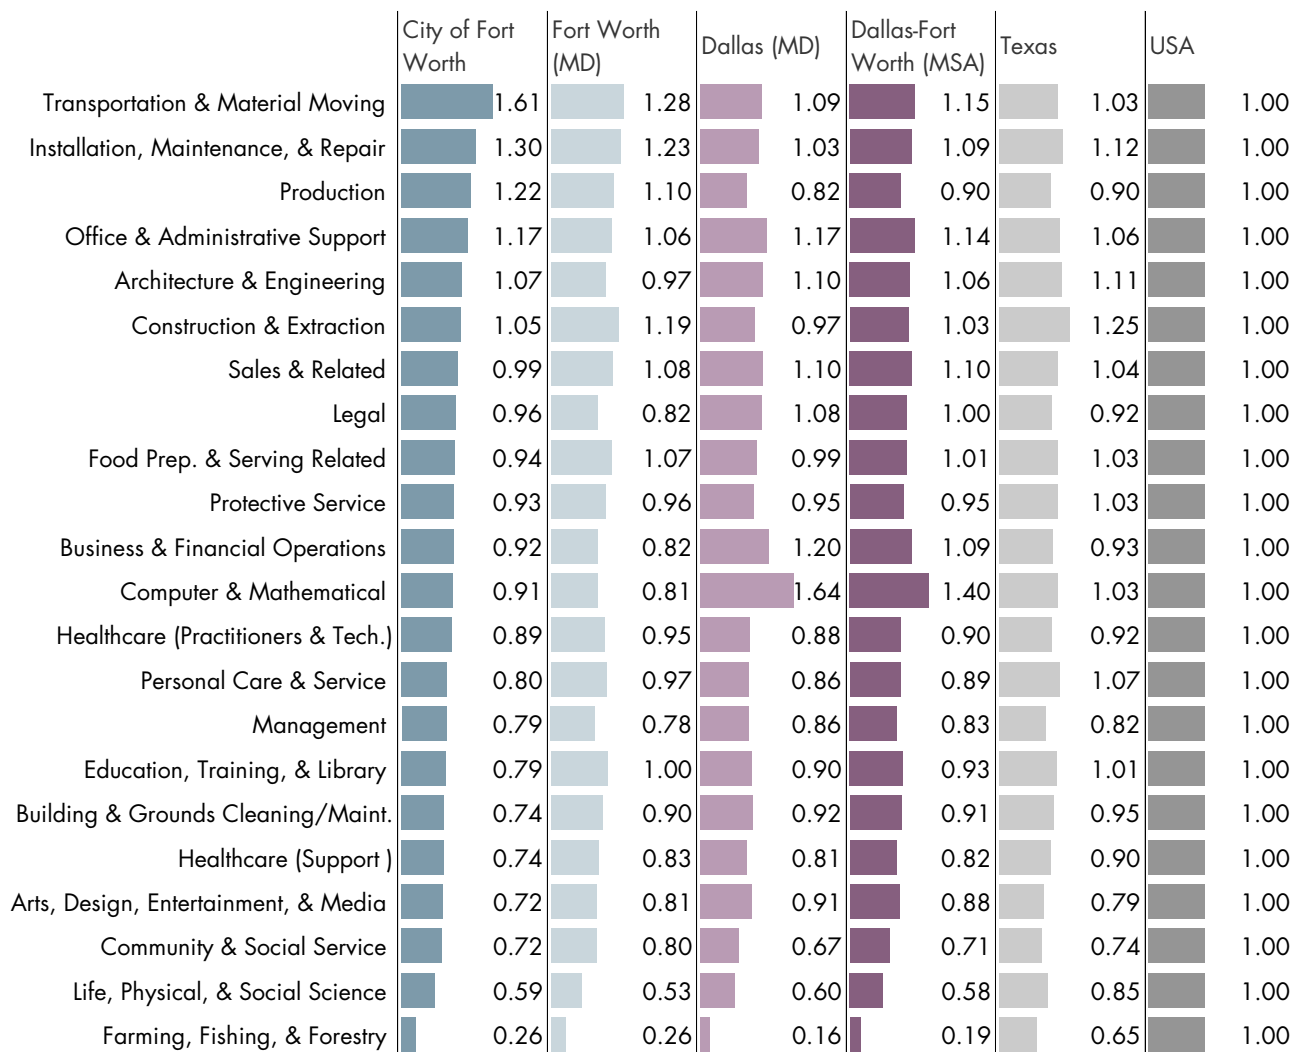 City of Fort Worth Fort Worth (MD) Dallas (MD) Dallas-Fort Worth (MSA) Texas USA
Transportation & Material Moving 1.61 1.28 1.09 1.15 1.03 1.00
Installation, Maintenance, & Repair 1.30 1.23 1.03 1.09 1.12 1.00
Production 1.22 1.10 0.82 0.90 0.90 1.00
Office & Administrative Support 1.17 1.06 1.17 1.14 1.06 1.00
Architecture & Engineering 1.07 0.97 1.10 1.06 1.11 1.00
Construction & Extraction 1.05 1.19 0.97 1.03 1.25 1.00
Sales & Related 0.99 1.08 1.10 1.10 1.04 1.00
Legal 0.96 0.82 1.08 1.00 0.92 1.00
Food Prep. & Serving Related 0.94 1.07 0.99 1.01 1.03 1.00
Protective Service 0.93 0.96 0.95 0.95 1.03 1.00
Business & Financial Operations 0.92 0.82 1.20 1.09 0.93 1.00
Computer & Mathematical 0.91 0.81 1.64 1.40 1.03 1.00
Healthcare (Practitioners & Tech.) 0.89 0.95 0.88 0.90 0.92 1.00
Personal Care & Service 0.80 0.97 0.86 0.89 1.07 1.00
Management 0.79 0.78 0.86 0.83 0.82 1.00
Education, Training, & Library 0.79 1.00 0.90 0.93 1.01 1.00
Building & Grounds Cleaning/Maint. 0.74 0.90 0.92 0.91 0.95 1.00
Healthcare (Support ) 0.74 0.83 0.81 0.82 0.90 1.00
Arts, Design, Entertainment, & Media 0.72 0.81 0.91 0.88 0.79 1.00
Community & Social Service 0.72 0.80 0.67 0.71 0.74 1.00
Life, Physical, & Social Science 0.59 0.53 0.60 0.58 0.85 1.00
Farming, Fishing, & Forestry 0.26 0.26 0.16 0.19 0.65 1.00